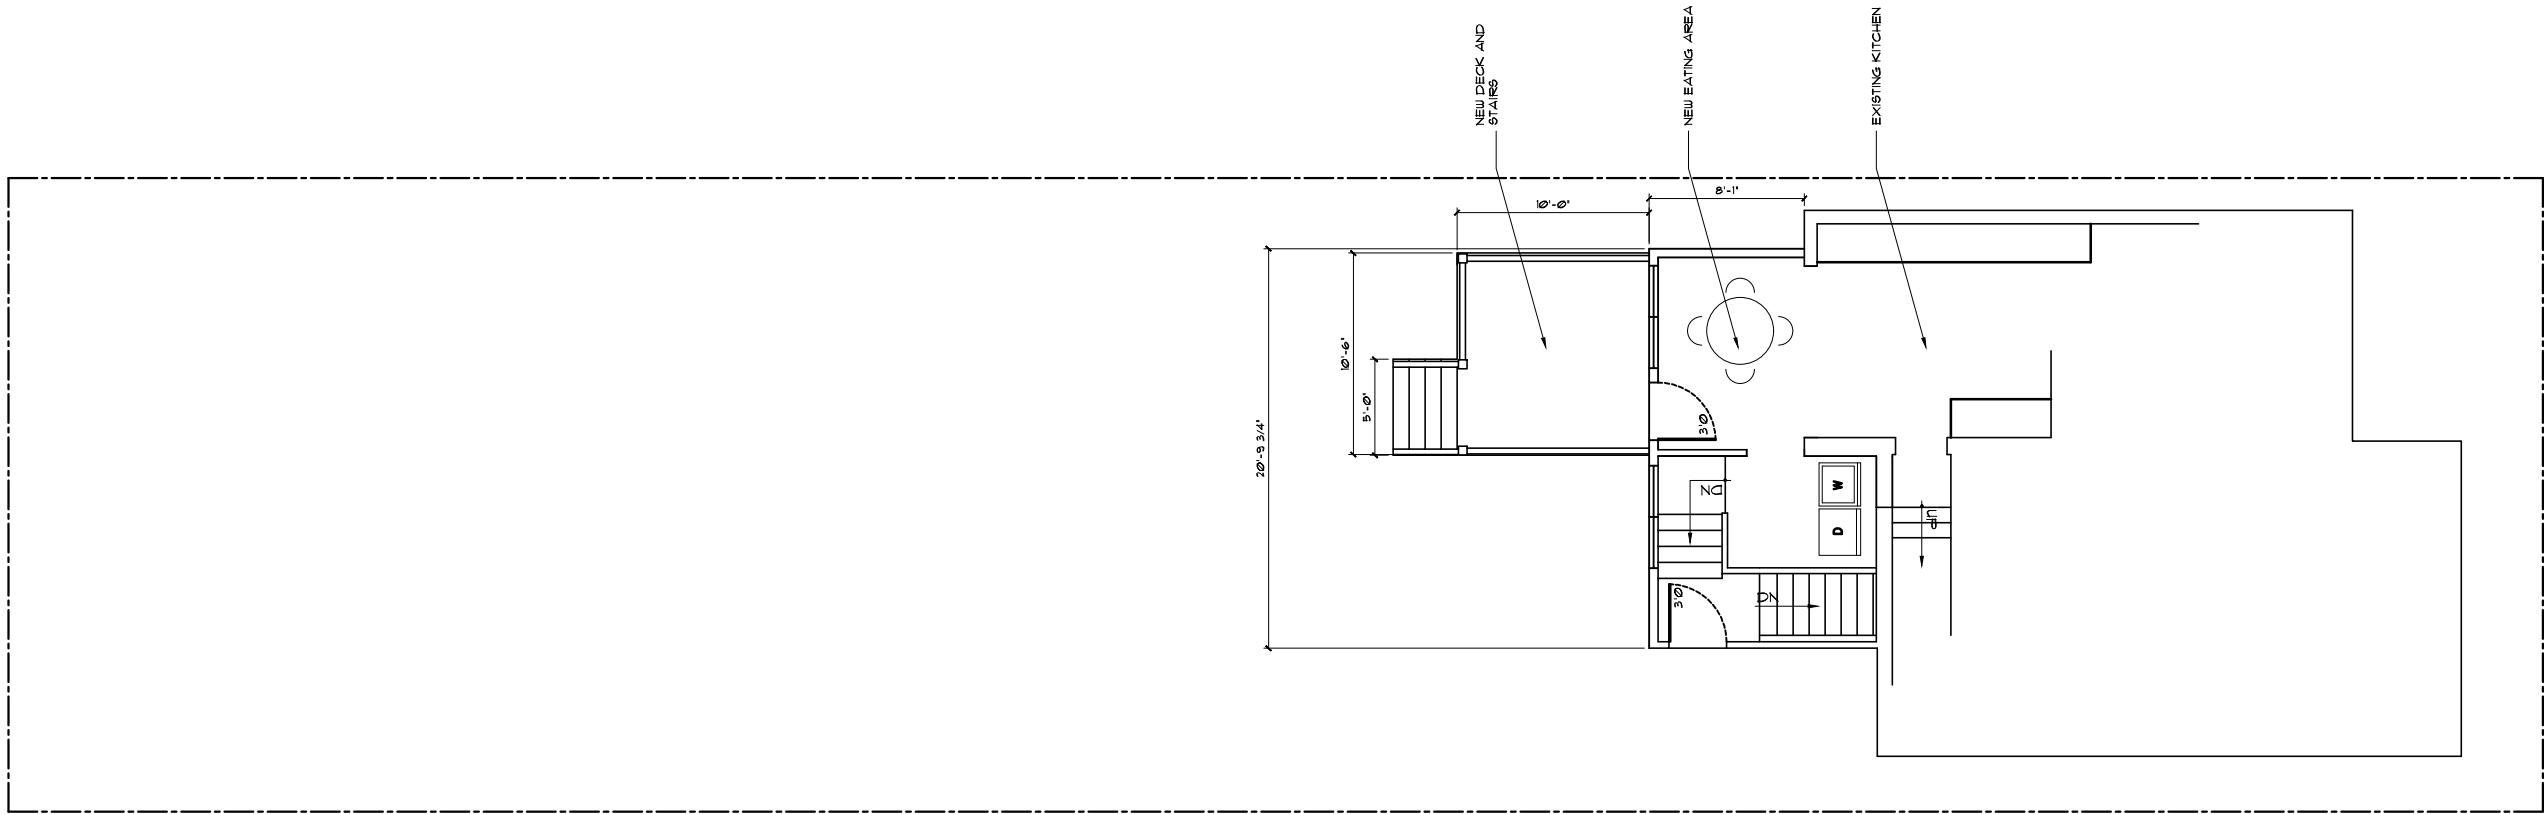 NEW DECK AND
STAIRS
NEW EATING AREA
EXISTING KITCHEN
8'-1"
10'-0"
10'-6"
5'-0"
20'-9 3/4"
3'0
W
DN
D
UP
3'0
DN